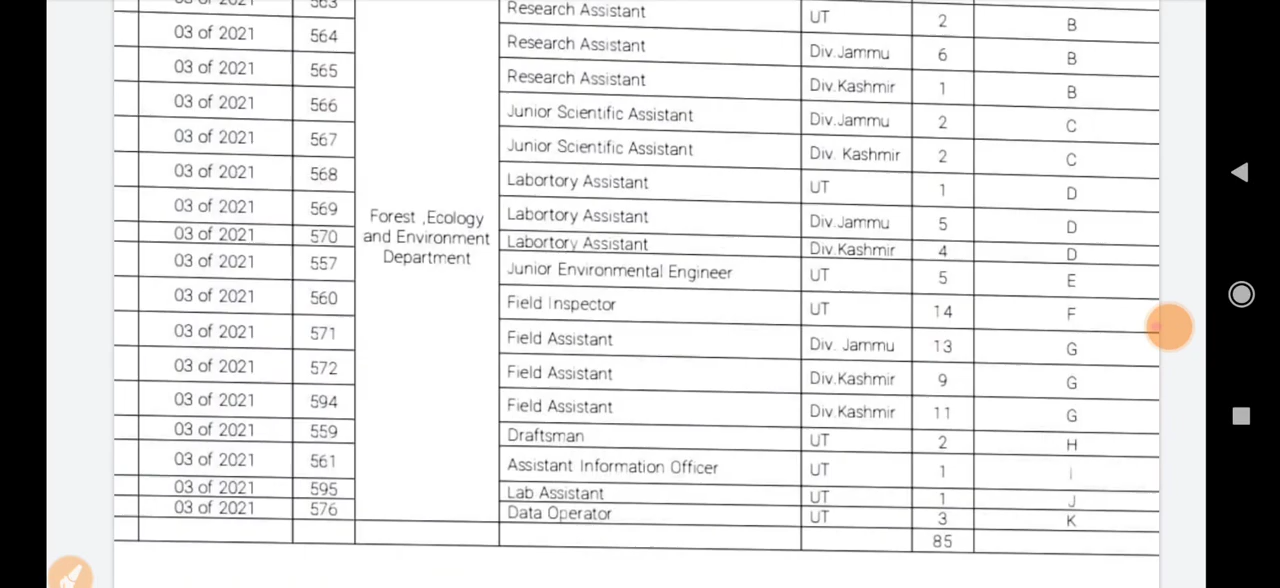 03 of 2021 563 Research Assistant UT 2 B
03 of 2021 564 Research Assistant Div.Jammu 6 B
03 of 2021 565 Research Assistant Div.Kashmir 1 B
03 of 2021 566 Junior Scientific Assistant Div.Jammu 2 C
03 of 2021 567 Junior Scientific Assistant Div. Kashmir 2 C
03 of 2021 568 Labortory Assistant UT 1 D
03 of 2021 569 Labortory Assistant Div.Jammu 5 D
03 of 2021 570 Labortory Assistant Div.Kashmir 4 D
Forest ,Ecology
and Environment
Department
03 of 2021 557 Junior Environmental Engineer UT 5 E
03 of 2021 560 Field Inspector UT 14 F
03 of 2021 571 Field Assistant Div. Jammu 13 G
03 of 2021 572 Field Assistant Div.Kashmir 9 G
03 of 2021 594 Field Assistant Div.Kashmir 11 G
03 of 2021 559 Draftsman UT 2 H
03 of 2021 561 Assistant Information Officer UT 1 I
03 of 2021 595 Lab Assistant UT 1 J
03 of 2021 576 Data Operator UT 3 K
85